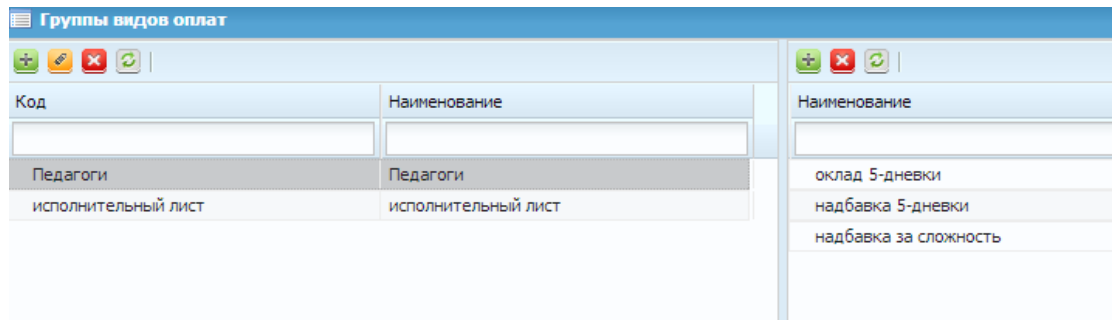 Группы видов оплат
Код Наименование Наименование
Педагоги Педагоги оклад 5-дневки
исполнительный лист исполнительный лист надбавка 5-дневки
надбавка за сложность